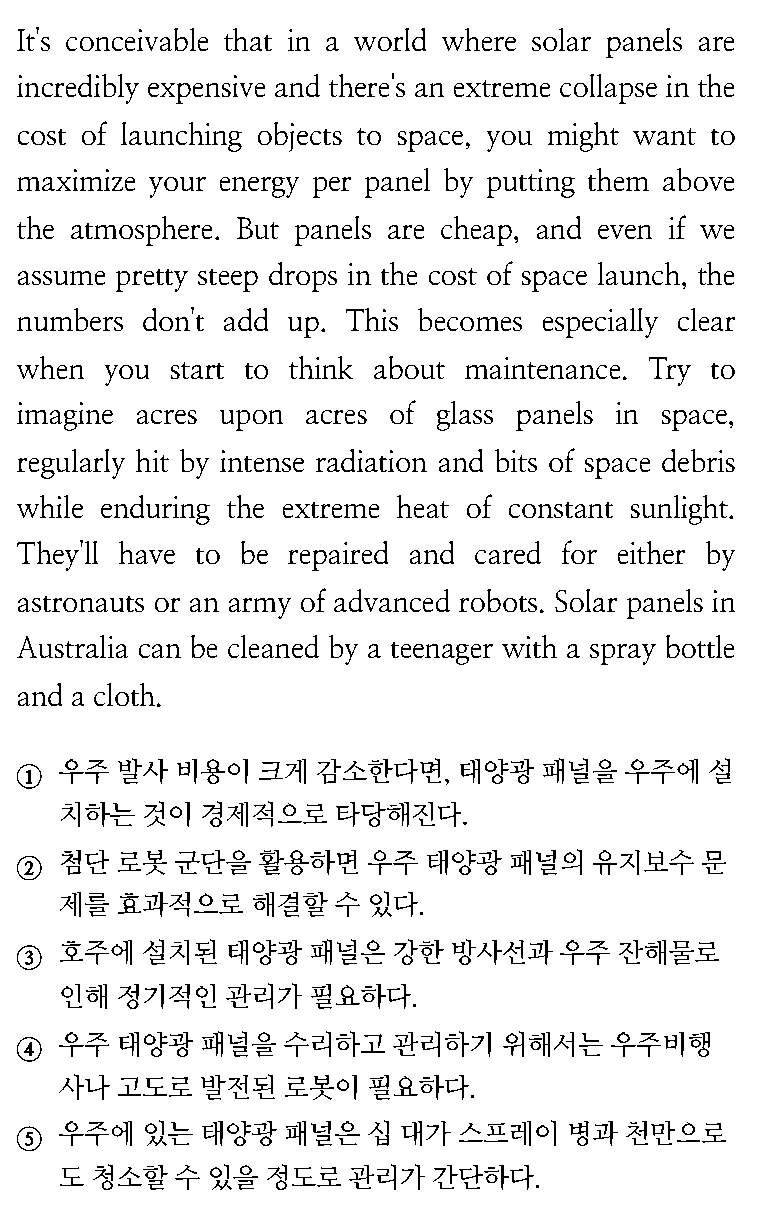 It's conceivable that in a world where solar panels are
incredibly expensive and there's an extreme collapse in the
cost of launching objects to space, you might want to
maximize your energy per panel by putting them above
the atmosphere. But panels are cheap, and even if we
assume pretty steep drops in the cost of space launch, the
numbers don't add up. This becomes especially clear
when you start to think about maintenance. Try to
imagine acres upon acres of glass panels in space,
regularly hit by intense radiation and bits of space debris
while enduring the extreme heat of constant sunlight.
They'll have to be repaired and cared for either by
astronauts or an army of advanced robots. Solar panels in
Australia can be cleaned by a teenager with a spray bottle
and a cloth.
① 우주 발사 비용이 크게 감소한다면, 태양광 패널을 우주에 설
치하는 것이 경제적으로 타당해진다.
② 첨단 로봇 군단을 활용하면 우주 태양광 패널의 유지보수 문
제를 효과적으로 해결할 수 있다.
③ 호주에 설치된 태양광 패널은 강한 방사선과 우주 잔해물로
인해 정기적인 관리가 필요하다.
④ 우주 태양광 패널을 수리하고 관리하기 위해서는 우주비행
사나 고도로 발전된 로봇이 필요하다.
⑤ 우주에 있는 태양광 패널은 십 대가 스프레이 병과 천만으로
도 청소할 수 있을 정도로 관리가 간단하다.